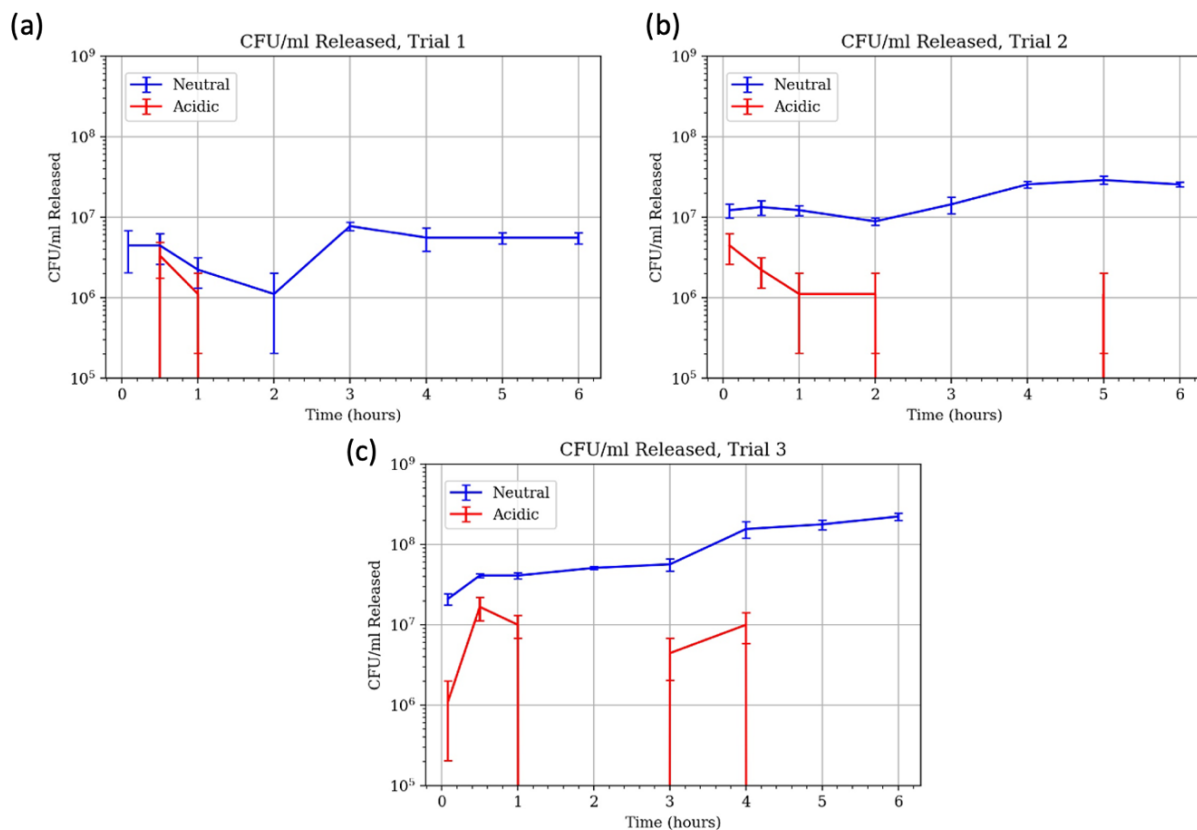 (a)
CFU/ml Released, Trial 1
Neutral
Acidic
CFU/ml Released
10⁹
10⁸
10⁷
10⁶
10⁵
0 1 2 3 4 5 6
Time (hours)
(b)
CFU/ml Released, Trial 2
Neutral
Acidic
CFU/ml Released
10⁹
10⁸
10⁷
10⁶
10⁵
0 1 2 3 4 5 6
Time (hours)
(c)
CFU/ml Released, Trial 3
Neutral
Acidic
CFU/ml Released
10⁹
10⁸
10⁷
10⁶
10⁵
0 1 2 3 4 5 6
Time (hours)